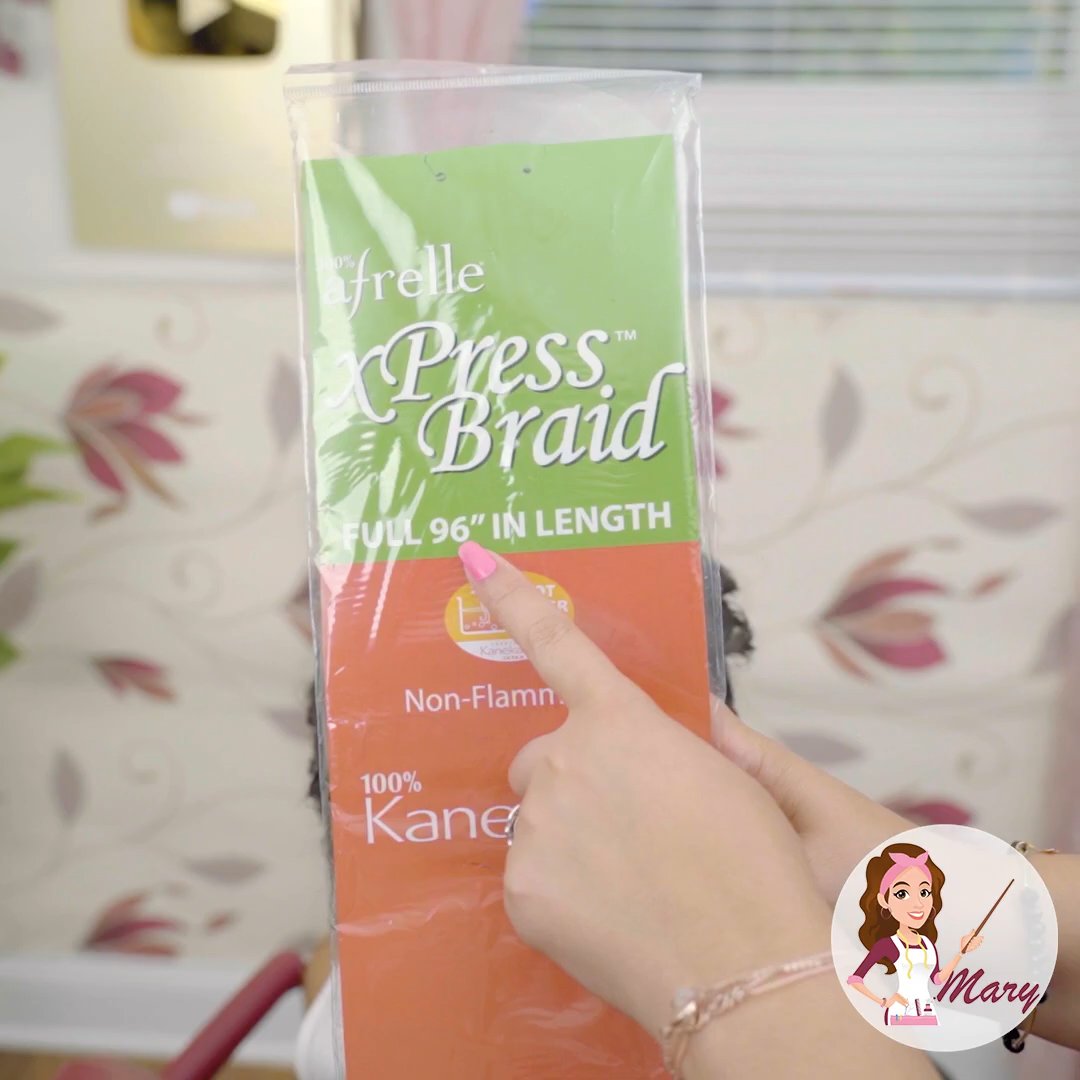 100%
afrelle
xPress™
Braid
FULL 96” IN LENGTH
Non-Flamm
100%
Kane
Mary